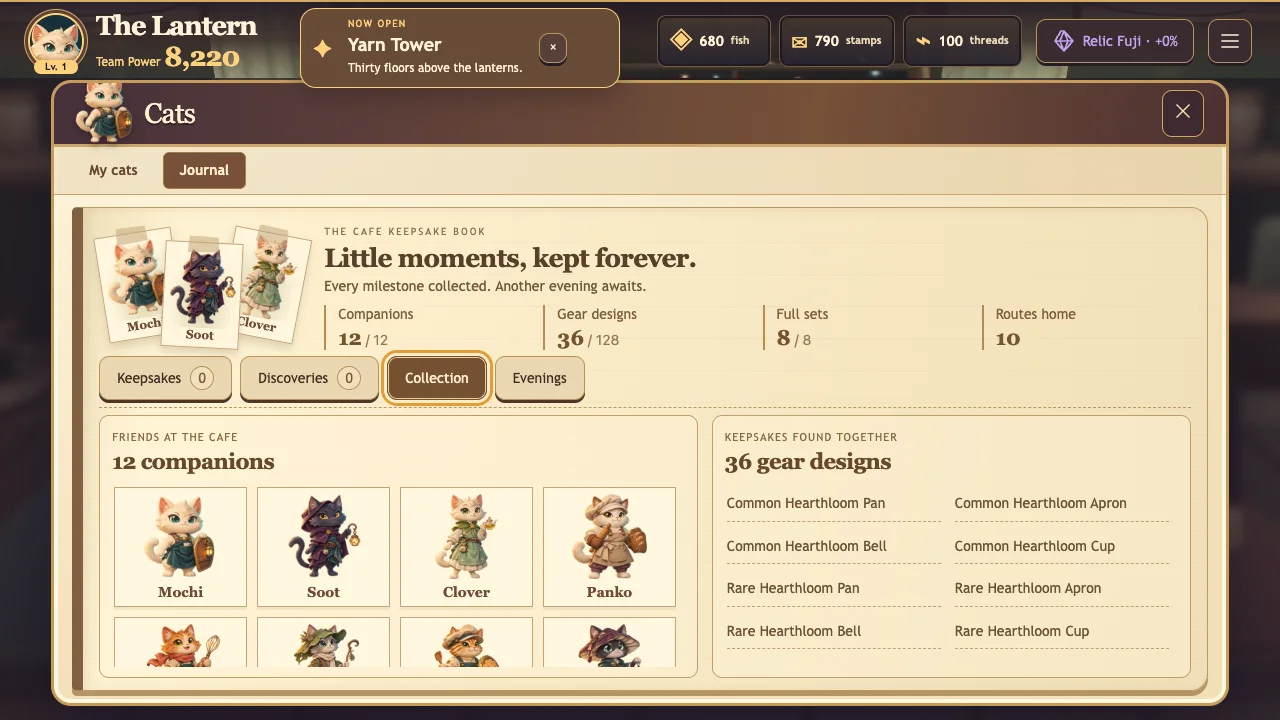 The Lantern
Lv. 1
Team Power 8,220
NOW OPEN
Yarn Tower
Thirty floors above the lanterns.
×
680 fish
790 stamps
100 threads
Relic Fuji · +0%
Cats
My cats
Journal
Moch
Soot
Clover
THE CAFE KEEPSAKE BOOK
Little moments, kept forever.
Every milestone collected. Another evening awaits.
Companions
12 / 12
Gear designs
36 / 128
Full sets
8 / 8
Routes home
10
Keepsakes 0
Discoveries 0
Collection
Evenings
FRIENDS AT THE CAFE
12 companions
Mochi
Soot
Clover
Panko
KEEPSAKES FOUND TOGETHER
36 gear designs
Common Hearthloom Pan
Common Hearthloom Apron
Common Hearthloom Bell
Common Hearthloom Cup
Rare Hearthloom Pan
Rare Hearthloom Apron
Rare Hearthloom Bell
Rare Hearthloom Cup